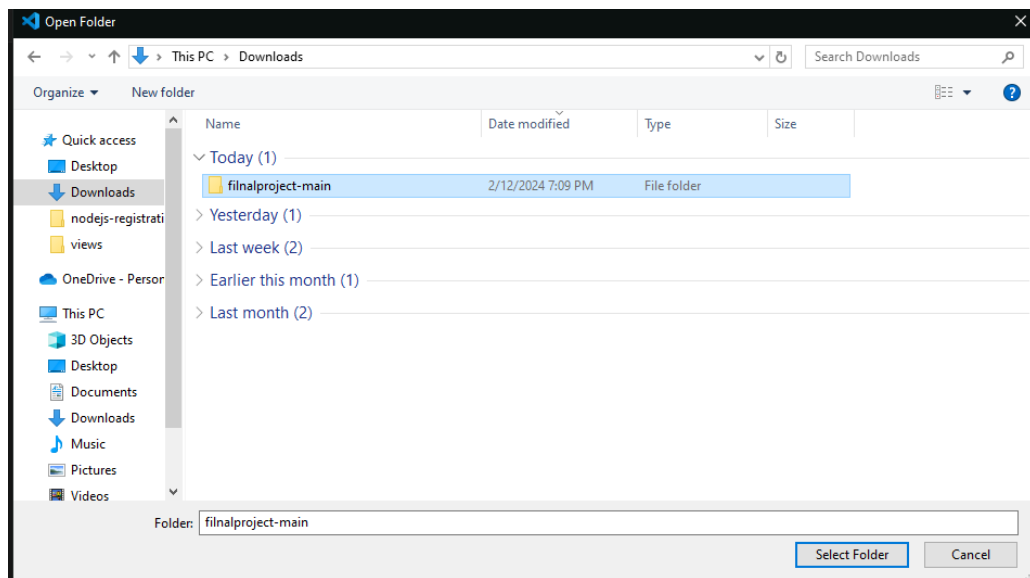 Open Folder
This PC > Downloads
Search Downloads
Organize
New folder
Name Date modified Type Size
Quick access
Desktop
Downloads
nodejs-registrati
views
OneDrive - Person
This PC
3D Objects
Desktop
Documents
Downloads
Music
Pictures
Videos
Today (1)
filnalproject-main 2/12/2024 7:09 PM File folder
Yesterday (1)
Last week (2)
Earlier this month (1)
Last month (2)
Folder: filnalproject-main
Select Folder Cancel